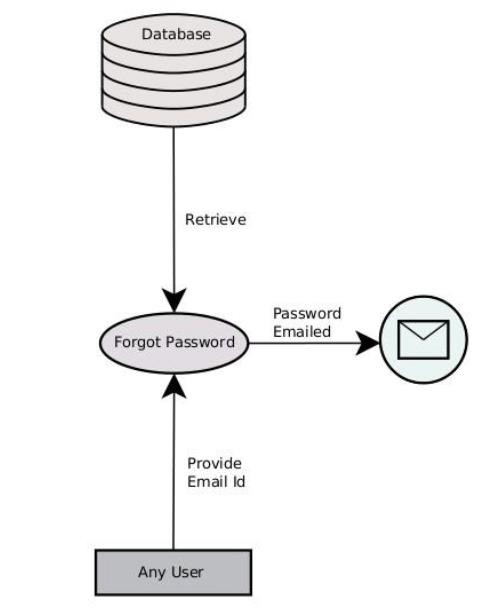 Database
Retrieve
Forgot Password
Password
Emailed
Provide
Email Id
Any User